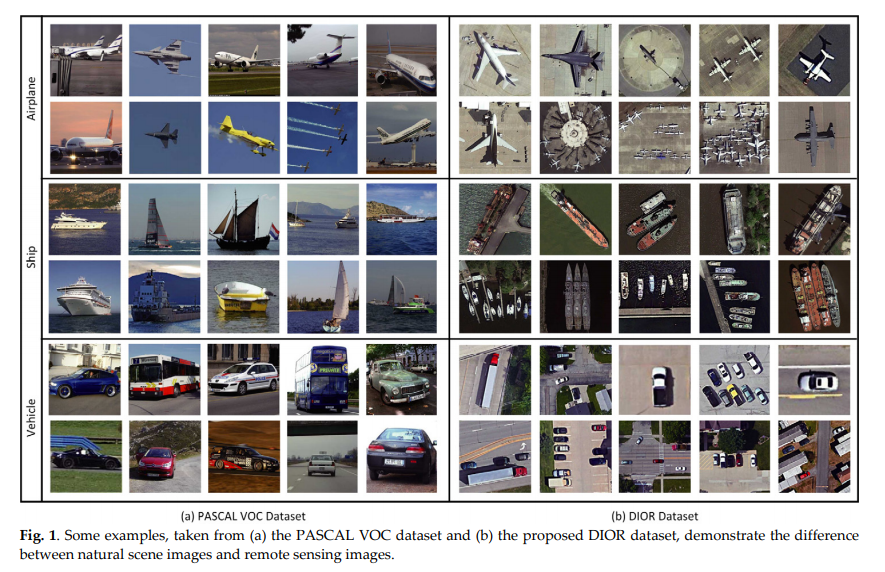 Airplane
Ship
Vehicle
(a) PASCAL VOC Dataset
(b) DIOR Dataset
Fig. 1. Some examples, taken from (a) the PASCAL VOC dataset and (b) the proposed DIOR dataset, demonstrate the difference
between natural scene images and remote sensing images.